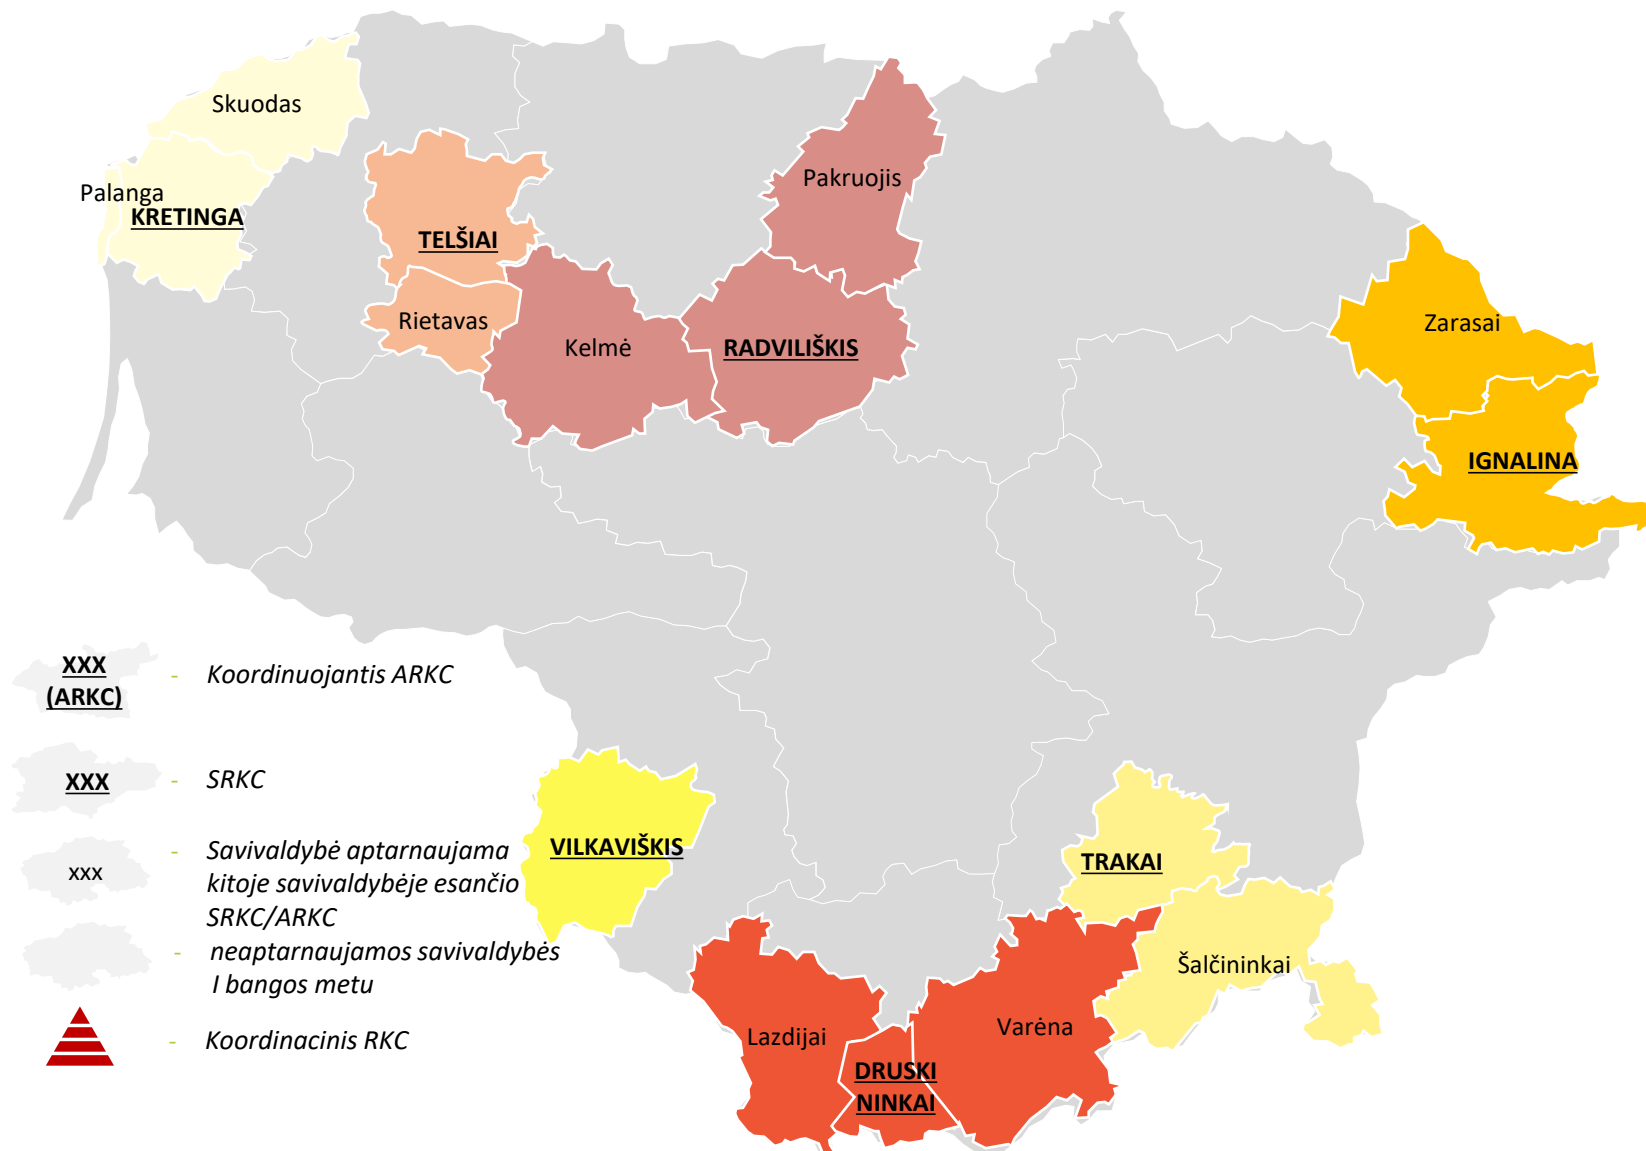 Skuodas
Pakruojis
Palanga
KRETINGA
TELŠIAI
Rietavas
Kelmė
RADVILIŠKIS
Zarasai
IGNALINA
XXX
(ARKC)
- Koordinuojantis ARKC
XXX
- SRKC
VILKAVIŠKIS
TRAKAI
xxx
- Savivaldybė aptarnaujama
kitoje savivaldybėje esančio
SRKC/ARKC
- neaptarnaujamos savivaldybės
I bangos metu
Šalčininkai
- Koordinacinis RKC
Lazdijai
Varėna
DRUSKI
NINKAI